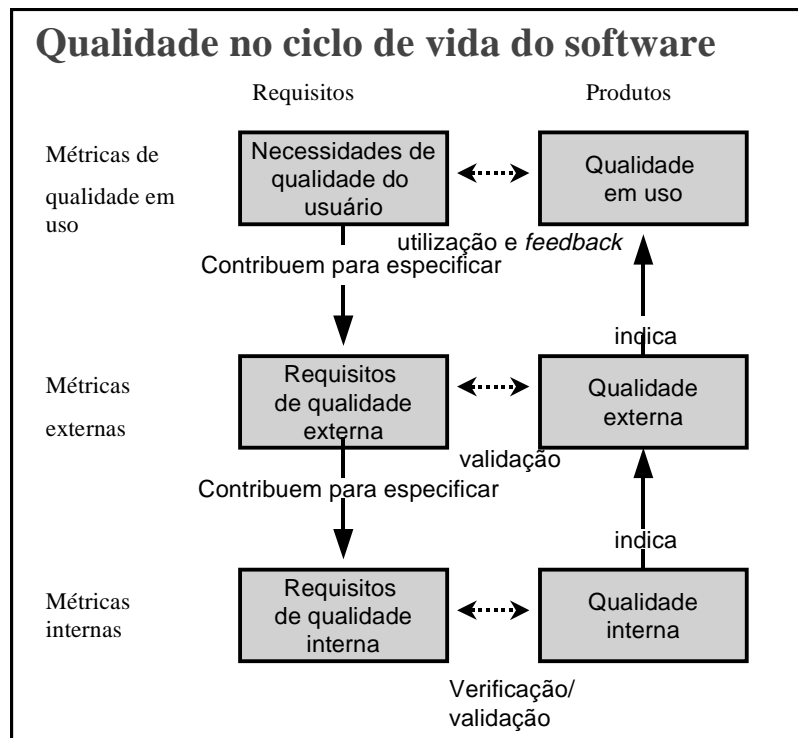 Qualidade no ciclo de vida do software
Requisitos
Produtos
Métricas de
qualidade em
uso
Necessidades de
qualidade do
usuário
Qualidade
em uso
utilização e feedback
Contribuem para especificar
indica
Métricas
externas
Requisitos
de qualidade
externa
Qualidade
externa
validação
Contribuem para especificar
indica
Métricas
internas
Requisitos
de qualidade
interna
Qualidade
interna
Verificação/
validação